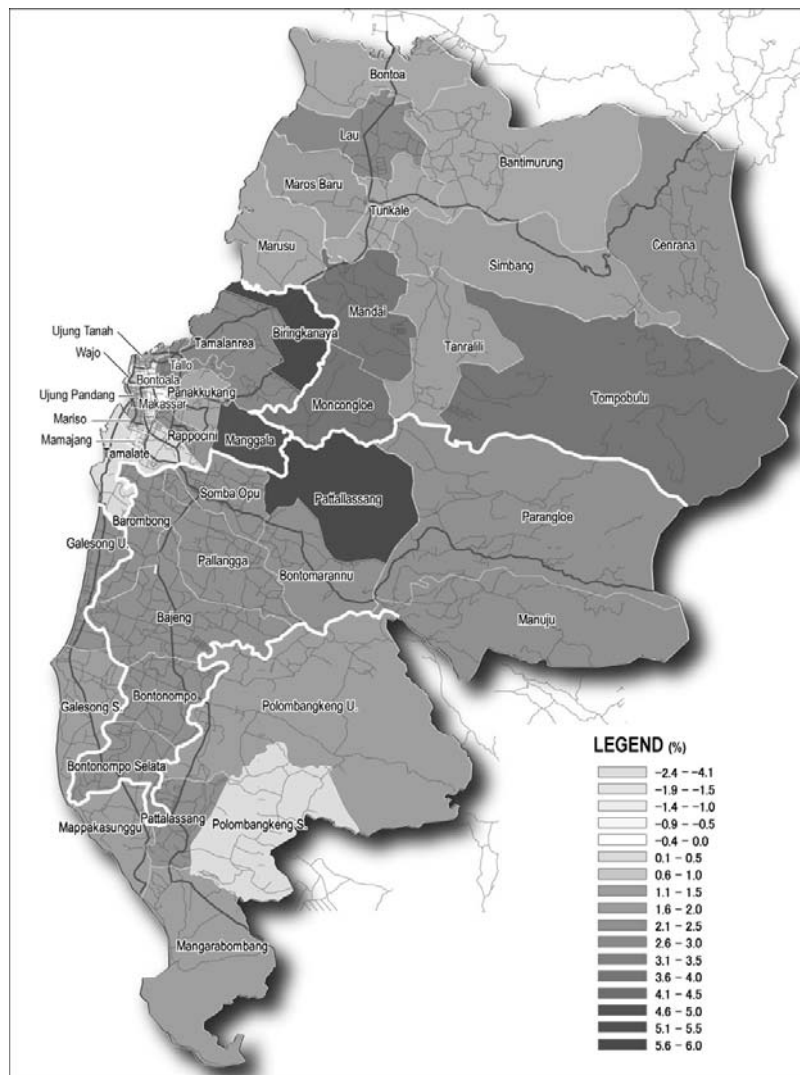 Bontoa
Lau
Bantimurung
Maros Baru
Turikale
Cenrana
Marusu
Simbang
Mandai
Ujung Tanah
Biringkanaya
Tamalanrea
Wajo
Tallo
Tanralili
Bontoala
Ujung Pandang
Panakkukang
Tompobulu
Makassar
Moncongloe
Mariso
Rappocini
Manggala
Mamajang
Tamalate
Somba Opu
Pattallassang
Parangloe
Barombong
Galesong U.
Pallangga
Bontomarannu
Bajeng
Manuju
Bontonompo
Polombangkeng U.
Galesong S.
LEGEND (%)
Bontonompo Selata
-2.4 - -4.1
-1.9 - -1.5
Pattalassang
-1.4 - -1.0
Mappakasunggu
Polombangkeng S.
-0.9 - -0.5
-0.4 - 0.0
0.1 - 0.5
0.6 - 1.0
1.1 - 1.5
1.6 - 2.0
2.1 - 2.5
Mangarabombang
2.6 - 3.0
3.1 - 3.5
3.6 - 4.0
4.1 - 4.5
4.6 - 5.0
5.1 - 5.5
5.6 - 6.0